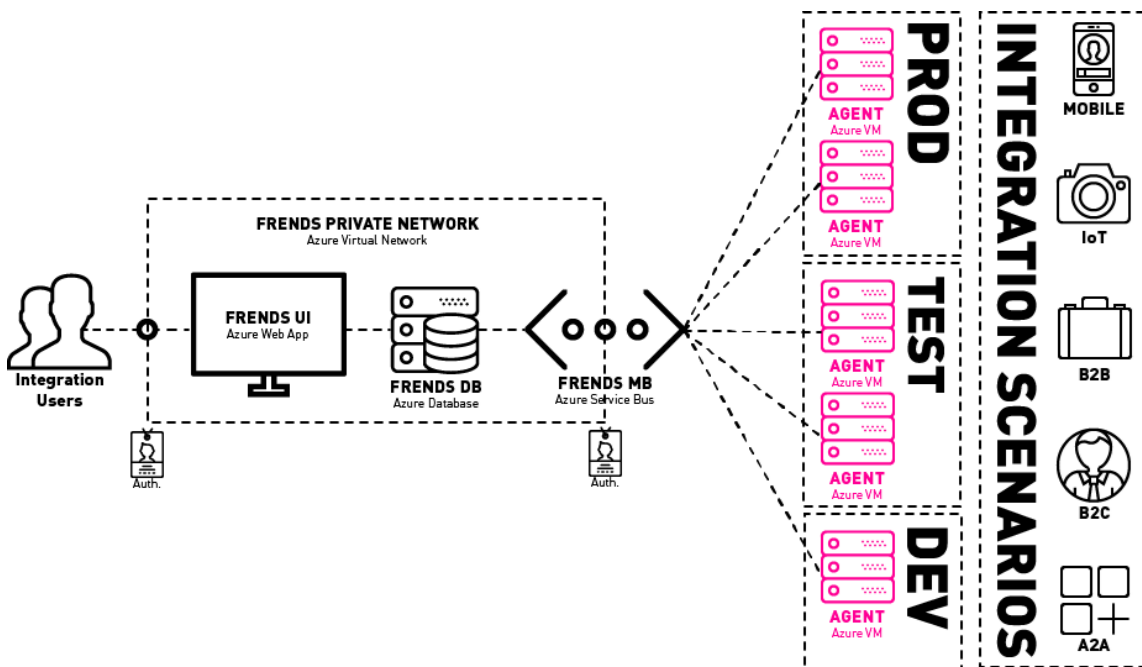 FRENDS PRIVATE NETWORK
Azure Virtual Network
Integration
Users
FRENDS UI
Azure Web App
FRENDS DB
Azure Database
FRENDS MB
Azure Service Bus
Auth.
Auth.
PROD
AGENT
Azure VM
AGENT
Azure VM
TEST
AGENT
Azure VM
AGENT
Azure VM
DEV
AGENT
Azure VM
INTEGRATION SCENARIOS
MOBILE
IoT
B2B
B2C
A2A